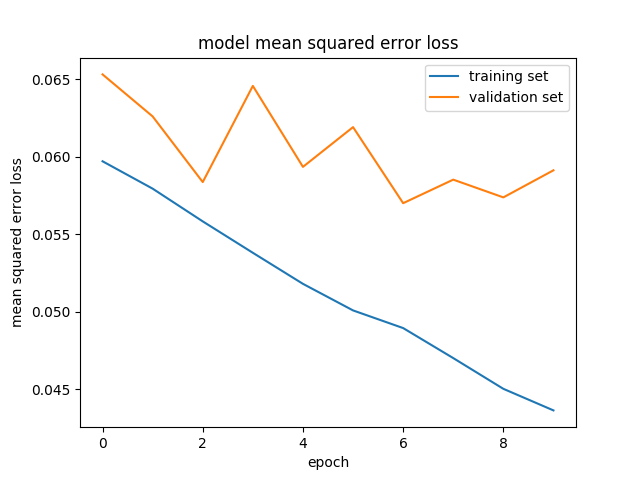 model mean squared error loss
training set
validation set
0.065
0.060
0.055
0.050
0.045
mean squared error loss
0 2 4 6 8
epoch